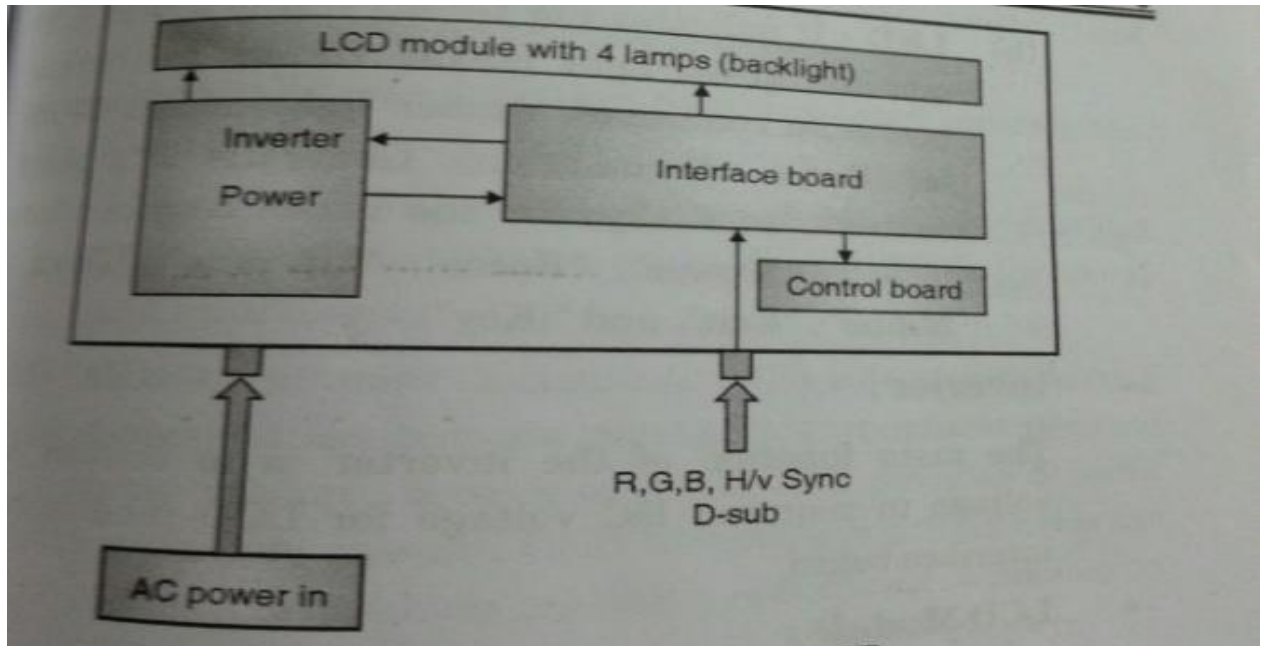 LCD module with 4 lamps (backlight)
Inverter
Power
Interface board
Control board
R,G,B, H/v Sync
D-sub
AC power in